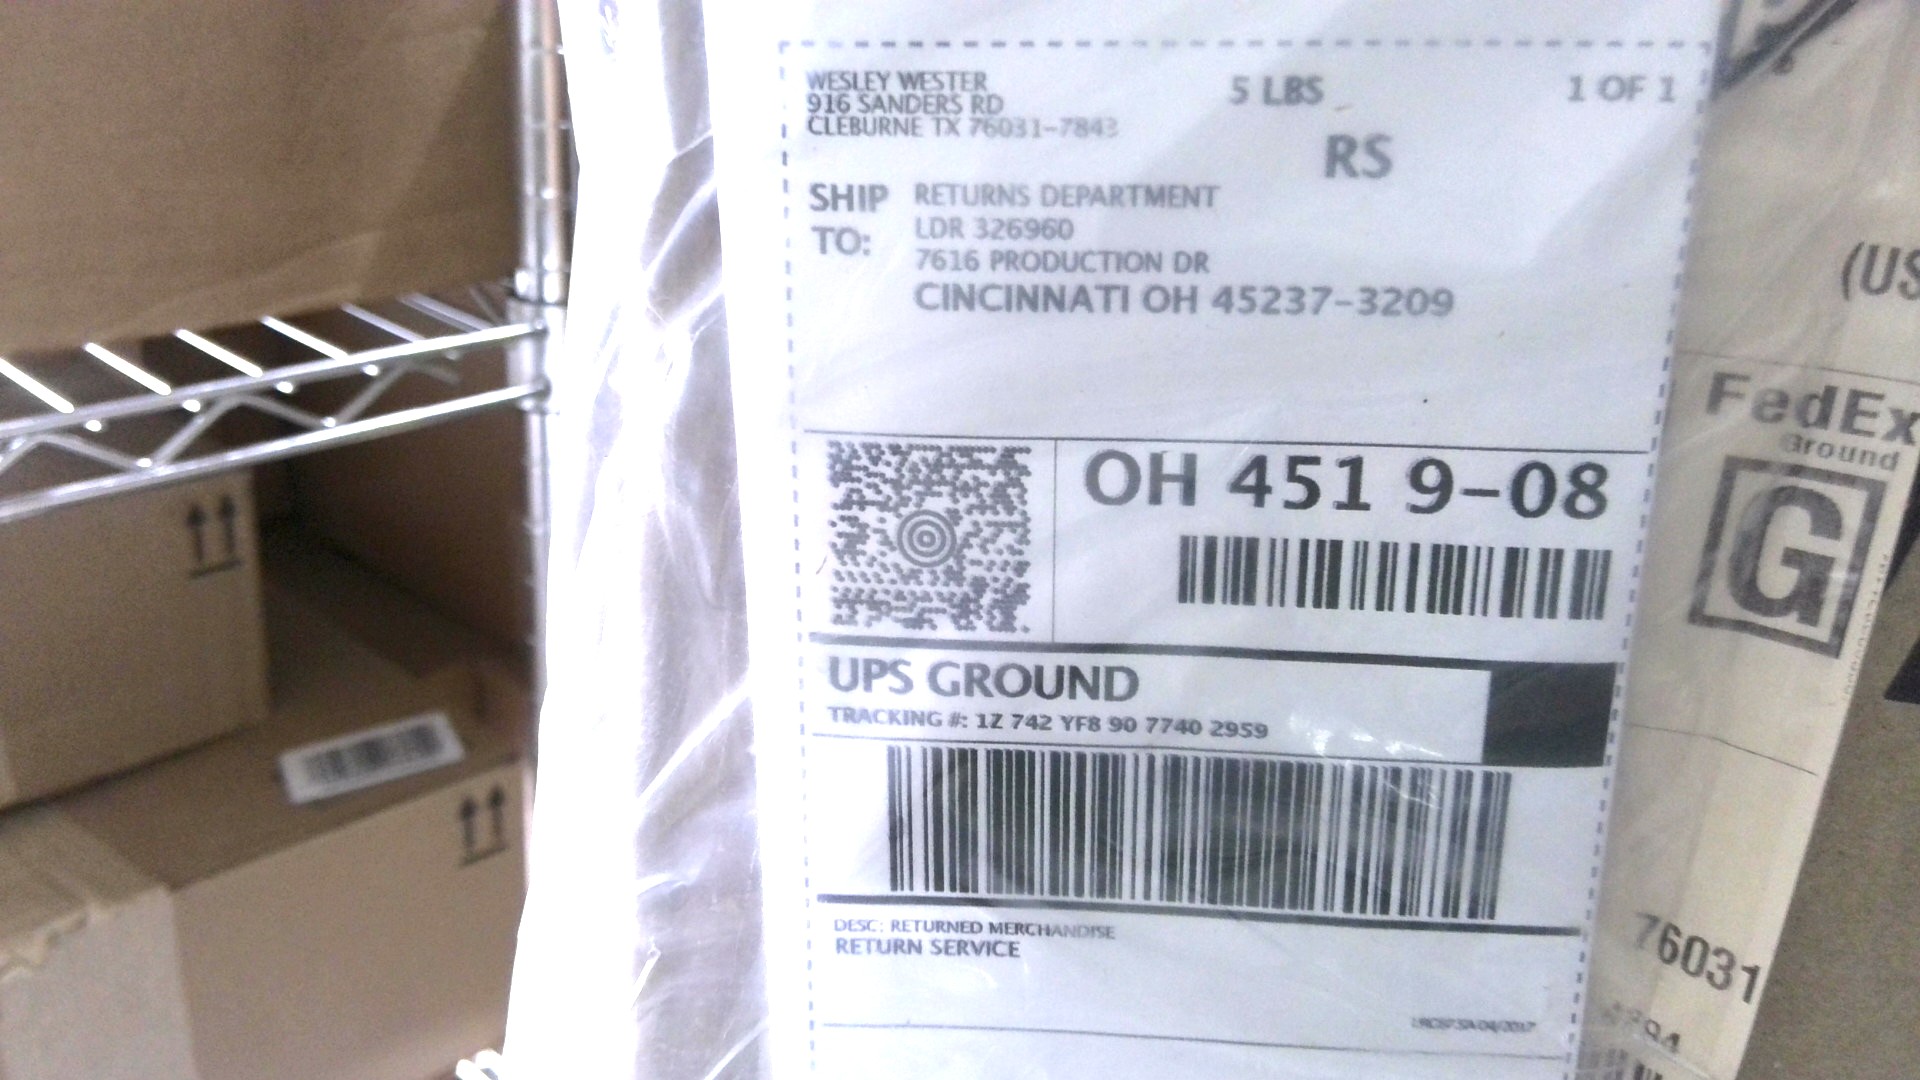 WESLEY WESTER
916 SANDERS RD
CLEBURNE TX 76031-7843
5 LBS
1 OF 1
RS
SHIP TO:
RETURNS DEPARTMENT
LDR 326960
7616 PRODUCTION DR
CINCINNATI OH 45237-3209
OH 451 9-08
UPS GROUND
TRACKING #: 1Z 742 YF8 90 7740 2959
DESC: RETURNED MERCHANDISE
RETURN SERVICE
(US
FedEx
Ground
G
76031